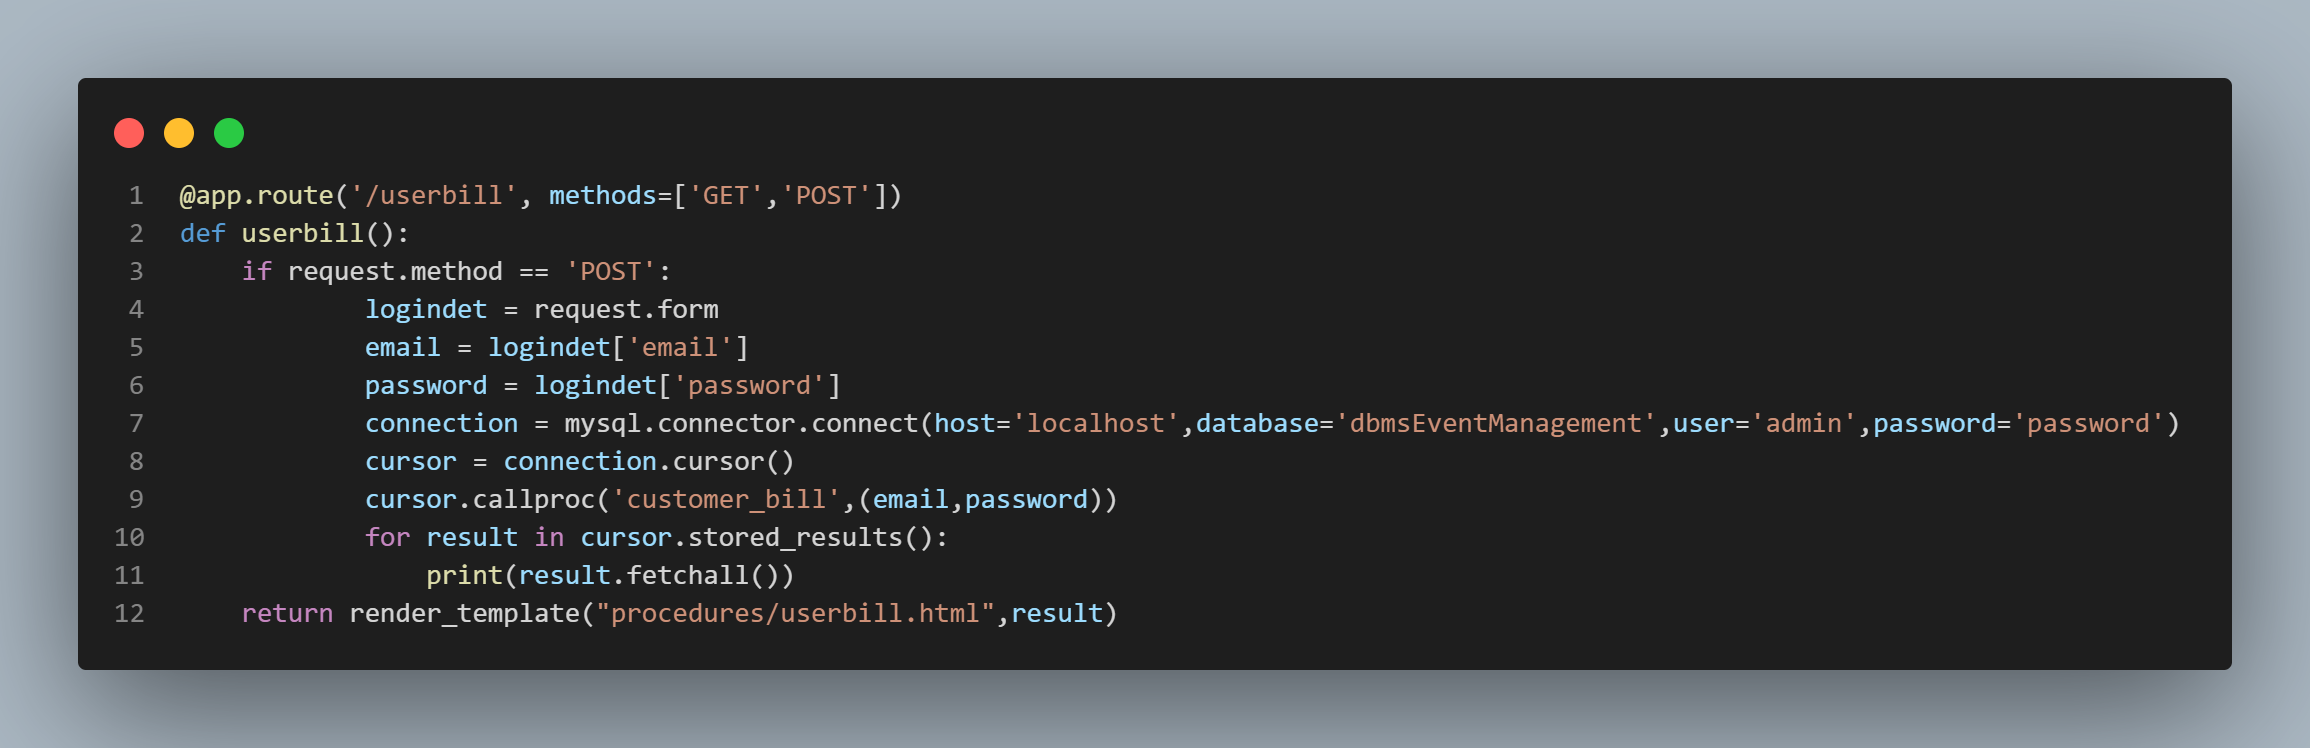 1 @app.route('/userbill', methods=['GET','POST'])
2 def userbill():
3     if request.method == 'POST':
4             logindet = request.form
5             email = logindet['email']
6             password = logindet['password']
7             connection = mysql.connector.connect(host='localhost',database='dbmsEventManagement',user='admin',password='password')
8             cursor = connection.cursor()
9             cursor.callproc('customer_bill',(email,password))
10             for result in cursor.stored_results():
11                 print(result.fetchall())
12     return render_template("procedures/userbill.html",result)